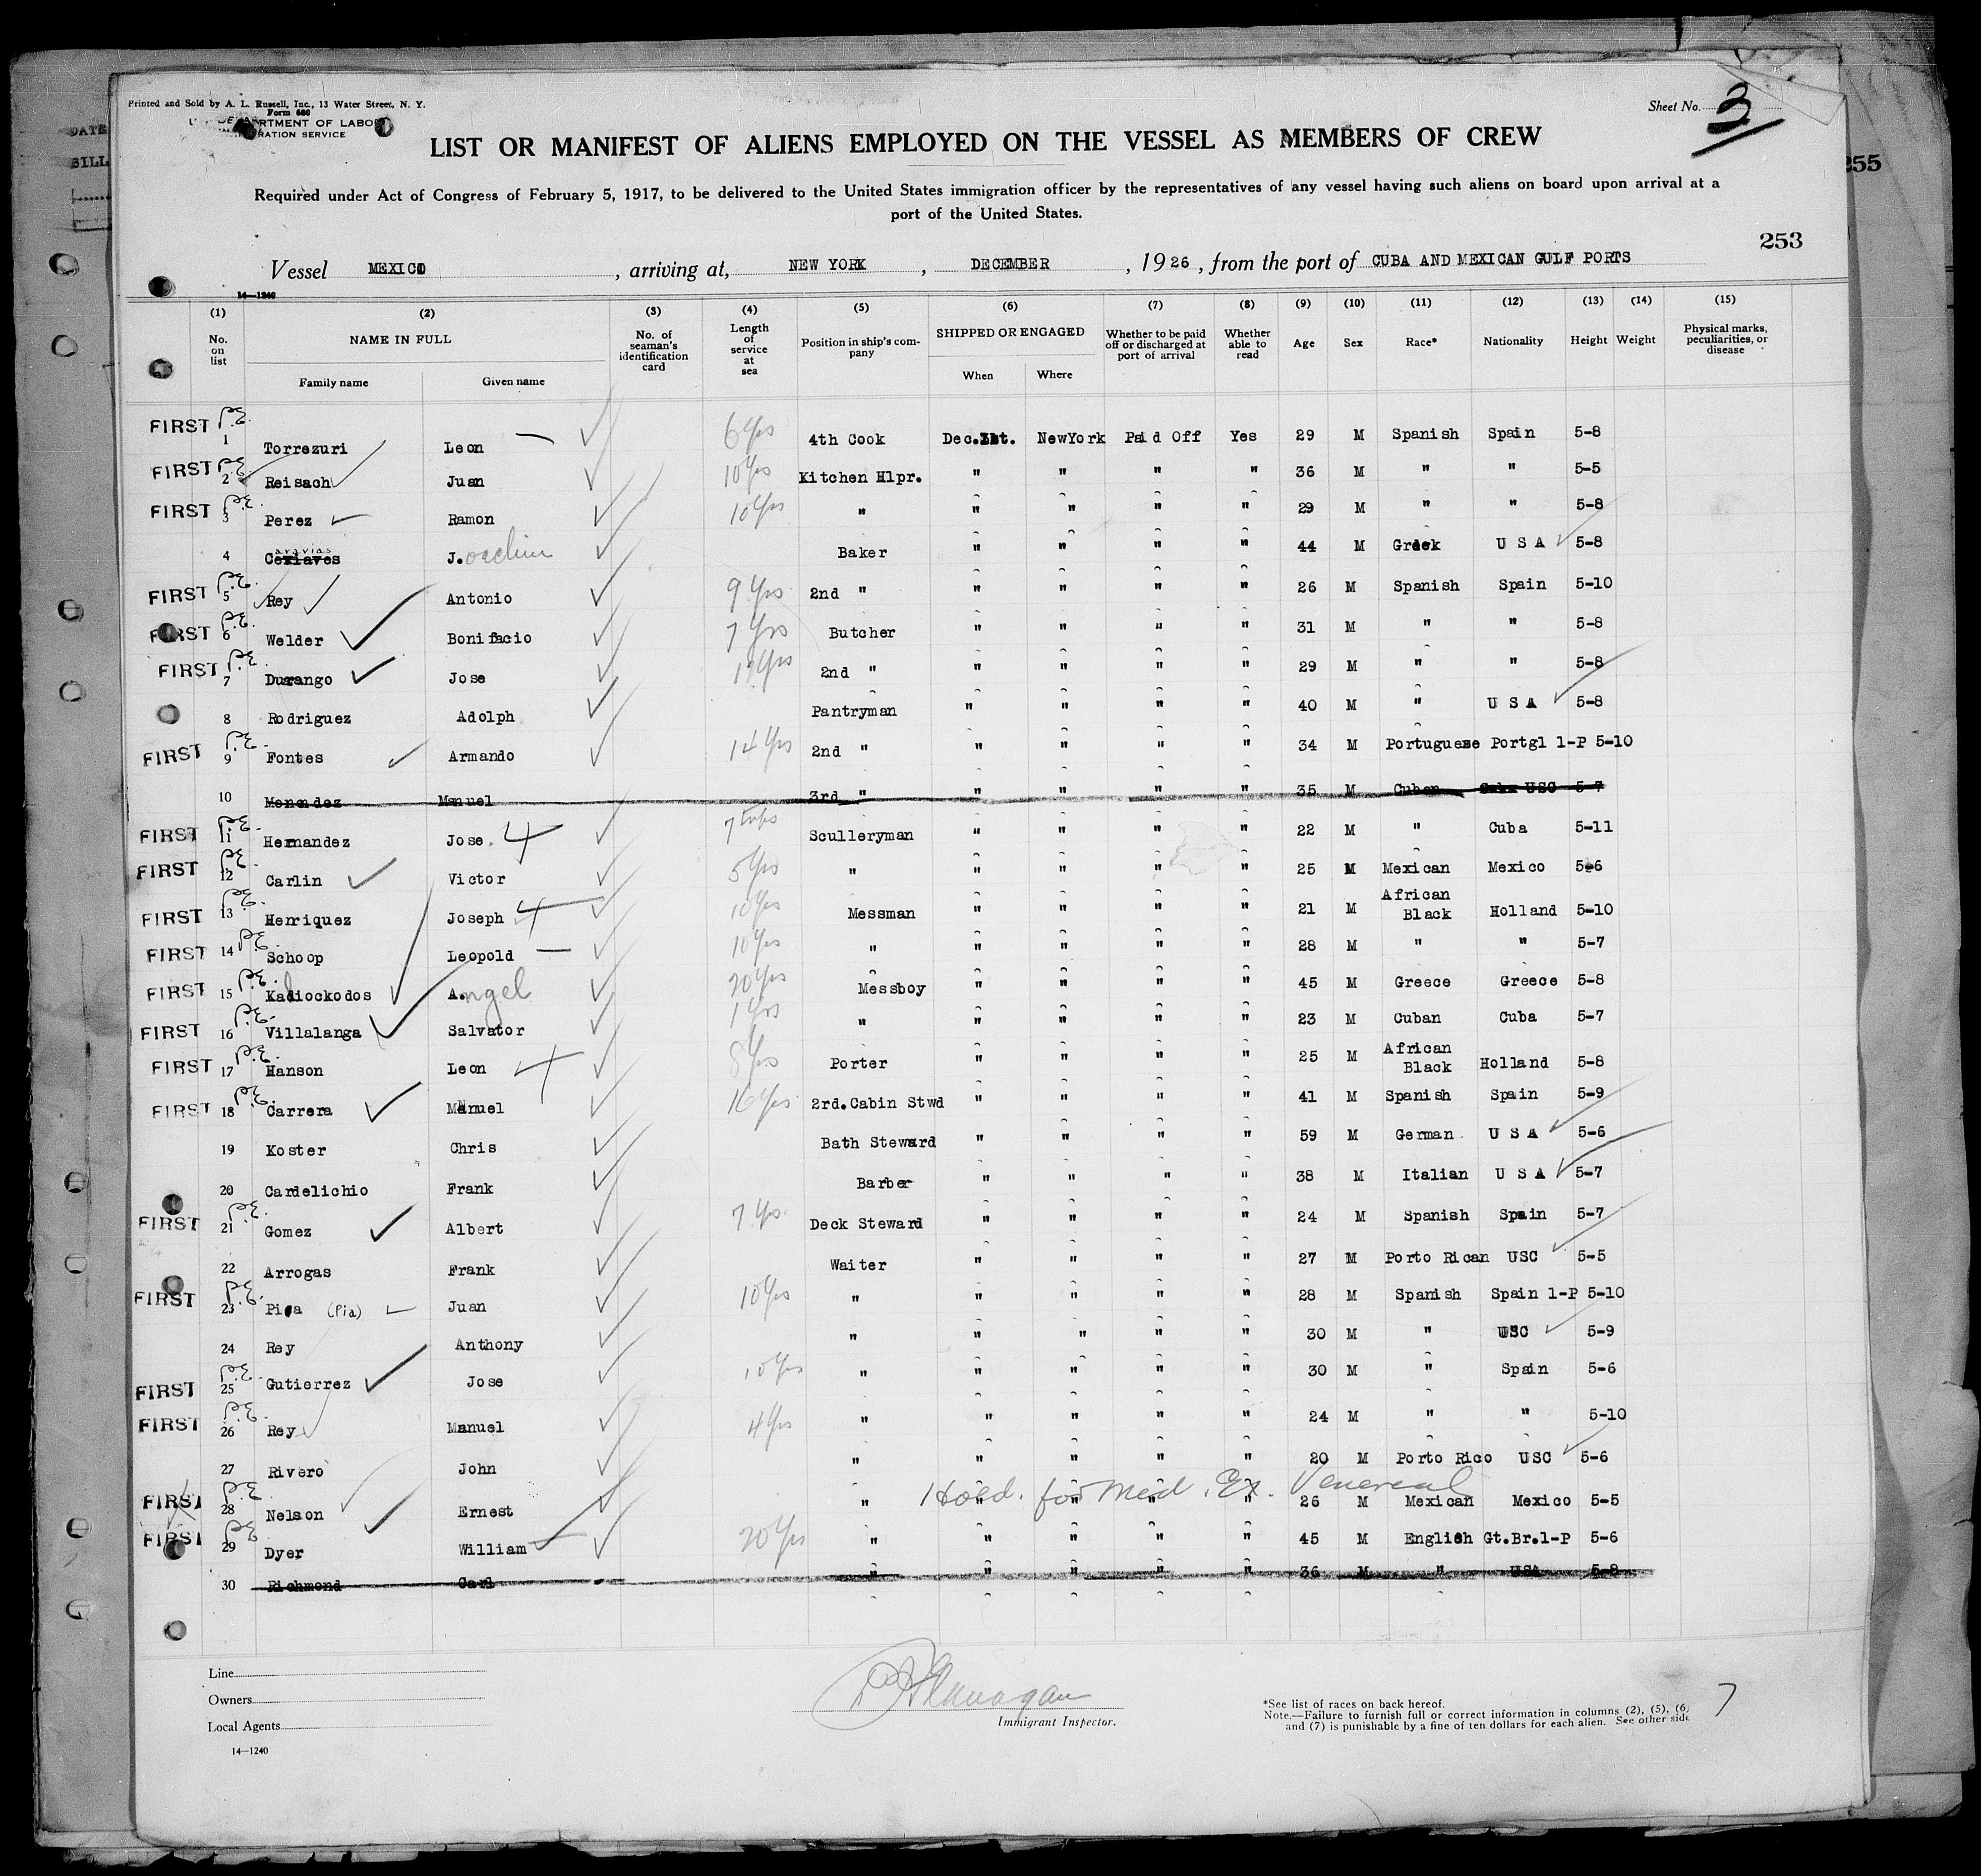 Printed and Sold by A. L. Russell, Inc., 13 Water Street, N. Y.
Form 680
DEPARTMENT OF LABOR
IMMIGRATION SERVICE
Sheet No. 3
LIST OR MANIFEST OF ALIENS EMPLOYED ON THE VESSEL AS MEMBERS OF CREW
Required under Act of Congress of February 5, 1917, to be delivered to the United States immigration officer by the representatives of any vessel having such aliens on board upon arrival at a
port of the United States.
DATE
BILL
255
253
Vessel MEXICO, arriving at, NEW YORK, DECEMBER, 1926, from the port of CUBA AND MEXICAN GULF PORTS
14—1240
(1) (2) (3) (4) (5) (6) (7) (8) (9) (10) (11) (12) (13) (14) (15)
No. on list NAME IN FULL Family name Given name No. of seaman's identification card Length of service at sea Position in ship's company SHIPPED OR ENGAGED When Where Whether to be paid off or discharged at port of arrival Whether able to read Age Sex Race* Nationality Height Weight Physical marks, peculiarities, or disease
FIRST P.E. 1 Torrezuri Leon — 6 yrs 4th Cook Dec. NewYork Paid Off Yes 29 M Spanish Spain 5-8
FIRST P.E. 2 Reisach Juan 10 yrs Kitchen Hlpr. " " " " 36 M " " 5-5
FIRST P.E. 3 Perez Ramon 10 yrs " " " " " 29 M " " 5-8
4 aravias J. oachim Baker " " " " 44 M Greek U S A 5-8
FIRST P.E. 5 Rey Antonio 9 yrs 2nd " " " " " 26 M Spanish Spain 5-10
FIRST P.E. 6 Welder Bonifacio 7 yrs Butcher " " " " 31 M " " 5-8
FIRST P.E. 7 Durango Jose yrs 2nd " " " " " 29 M " " 5-8
8 Rodriguez Adolph Pantryman " " " " 40 M " U S A 5-8
FIRST P.E. 9 Fontes Armando 14 yrs 2nd " " " " " 34 M Portuguese Portgl 1-P 5-10
10 Menendez Manuel 3rd " " " " " 35 M Cuban Cuba USC 5-7
FIRST P.E. 11 Hernandez Jose. 4 7 Sculleryman " " " " 22 M " Cuba 5-11
FIRST P.E. 12 Carlin Victor 5 yrs " " " " " 25 M Mexican Mexico 5-6
FIRST P.E. 13 Henriquez Joseph 4 10 yrs Messman " " " " 21 M African Black Holland 5-10
FIRST P.E. 14 Schoop Leopold — 10 yrs " " " " " 28 M " " 5-7
FIRST P.E. 15 Kadiockodos A. ngel 20 yrs Messboy " " " " 45 M Greece Greece 5-8
FIRST P.E. 16 Villalanga Salvator 1 yrs " " " " " 23 M Cuban Cuba 5-7
FIRST P.E. 17 Hanson Leon 4 8 yrs Porter " " " " 25 M African Black Holland 5-8
FIRST P.E. 18 Carrera Manuel 16 yrs 2rd.Cabin Stwd " " " " 41 M Spanish Spain 5-9
19 Koster Chris Bath Steward " " " " 59 M German U S A 5-6
20 Cardelichio Frank Barber " " " " 38 M Italian U S A 5-7
FIRST P.E. 21 Gomez Albert 7 yrs Deck Steward " " " " 24 M Spanish Spain 5-7
22 Arrogas Frank Waiter " " " " 27 M Porto Rican USC 5-5
FIRST P.E. 23 (Pia) Juan 10 yrs " " " " " 28 M Spanish Spain 1-P 5-10
24 Rey Anthony " " " " " 30 M " USC 5-9
FIRST P.E. 25 Gutierrez Jose 10 yrs " " " " " 30 M " Spain 5-6
FIRST P.E. 26 Rey Manuel 4 yrs " " " " " 24 M " " 5-10
27 Rivero John " " " " " 20 M Porto Rico USC 5-6
Hold. for Med. Ex. Venereal
FIRST P.E. 28 Nelson Ernest " " " " " 26 M Mexican Mexico 5-5
FIRST P.E. 29 Dyer William 20 yrs " " " " " 45 M English Gt.Br.1-P 5-6
30 Richmond Carl " " " " " 36 M " USA 5-8
Line
Owners
Local Agents
14—1240
Flanagan
Immigrant Inspector.
*See list of races on back hereof.
Note.—Failure to furnish full or correct information in columns (2), (5), (6)
and (7) is punishable by a fine of ten dollars for each alien. See other side
7